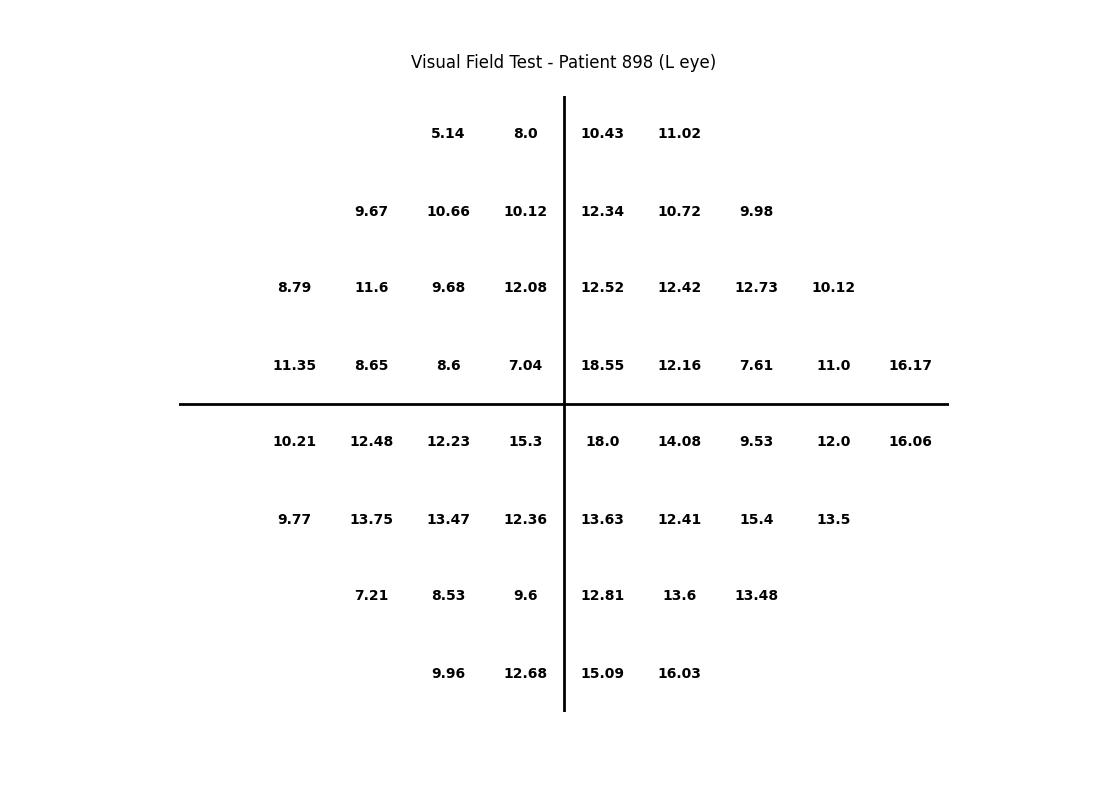 Visual Field Test - Patient 898 (L eye)
5.14 8.0 10.43 11.02
9.67 10.66 10.12 12.34 10.72 9.98
8.79 11.6 9.68 12.08 12.52 12.42 12.73 10.12
11.35 8.65 8.6 7.04 18.55 12.16 7.61 11.0 16.17
10.21 12.48 12.23 15.3 18.0 14.08 9.53 12.0 16.06
9.77 13.75 13.47 12.36 13.63 12.41 15.4 13.5
7.21 8.53 9.6 12.81 13.6 13.48
9.96 12.68 15.09 16.03